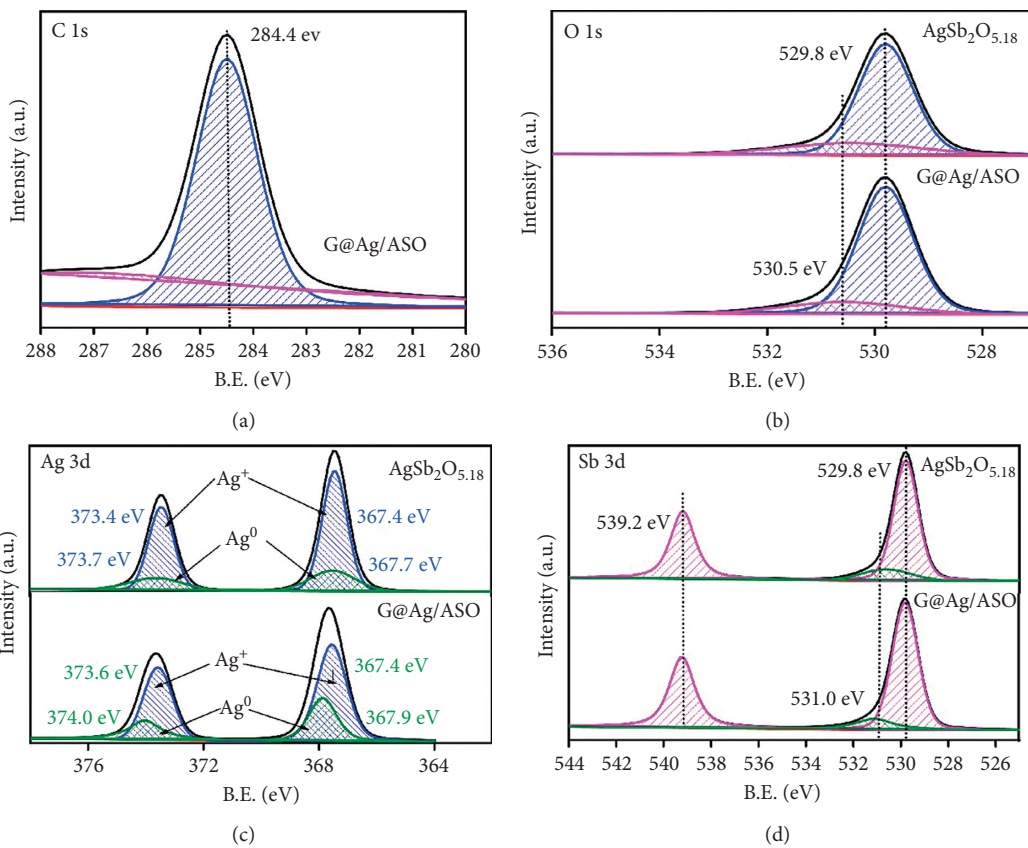 C 1s
284.4 ev
G@Ag/ASO
Intensity (a.u.)
288 287 286 285 284 283 282 281 280
B.E. (eV)
(a)
O 1s
AgSb₂O₅.₁₈
529.8 eV
G@Ag/ASO
530.5 eV
Intensity (a.u.)
536 534 532 530 528
B.E. (eV)
(b)
Ag 3d
AgSb₂O₅.₁₈
Ag⁺
373.4 eV 367.4 eV
Ag⁰
373.7 eV 367.7 eV
G@Ag/ASO
373.6 eV Ag⁺ 367.4 eV
374.0 eV Ag⁰ 367.9 eV
Intensity (a.u.)
376 372 368 364
B.E. (eV)
(c)
Sb 3d
529.8 eV AgSb₂O₅.₁₈
539.2 eV
G@Ag/ASO
531.0 eV
Intensity (a.u.)
544 542 540 538 536 534 532 530 528 526
B.E. (eV)
(d)